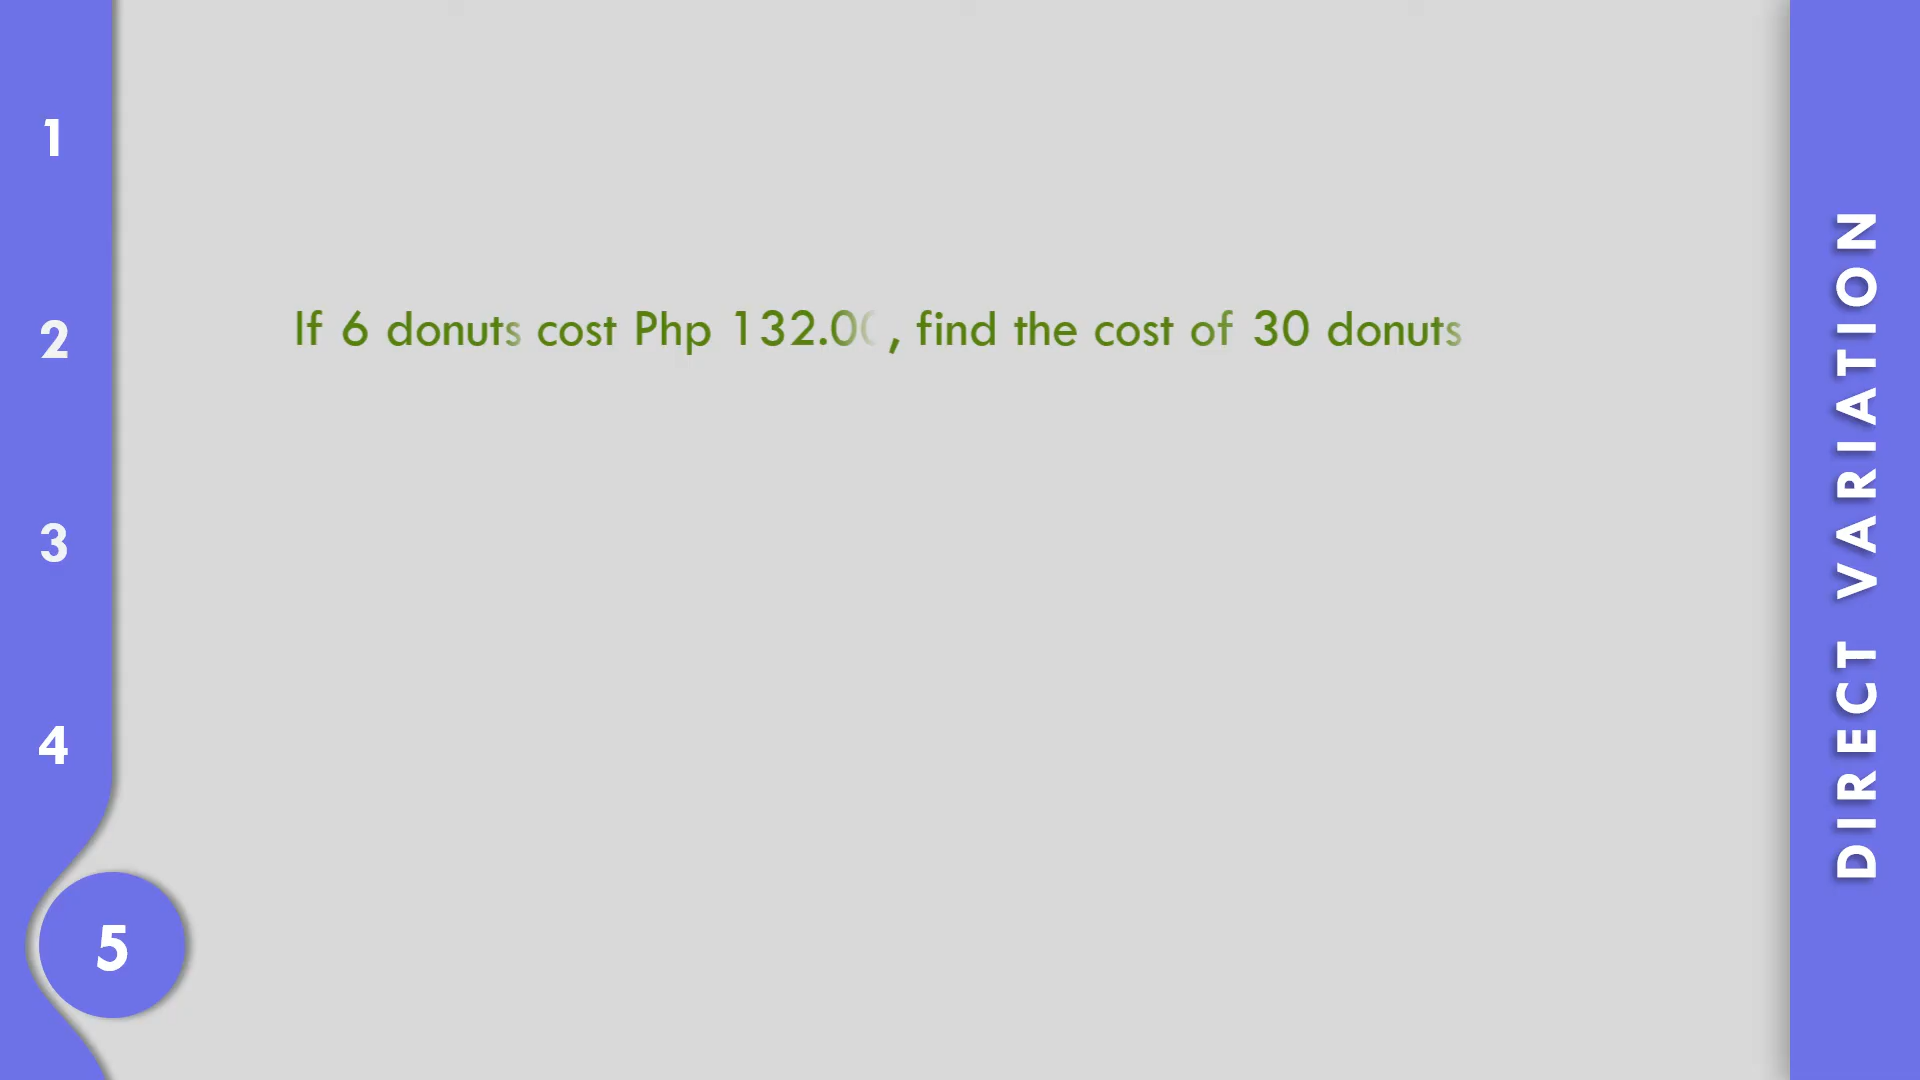 1
2
3
4
5
If 6 donuts cost Php 132.00, find the cost of 30 donuts
DIRECT VARIATION